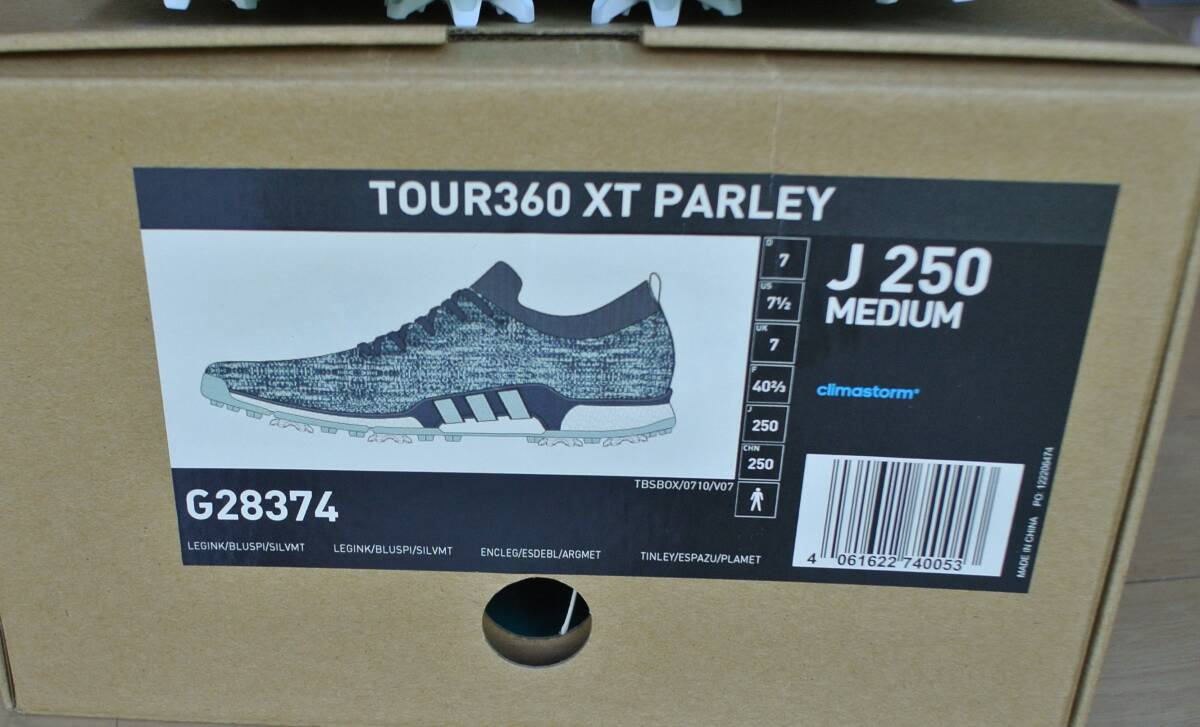 TOUR360 XT PARLEY
D 7
US 7½
UK 7
F 40⅔
J 250
CHN 250
J 250
MEDIUM
climastorm®
TBSBOX/0710/V07
G28374
LEGINK/BLUSPI/SILVMT LEGINK/BLUSPI/SILVMT ENCLEG/ESDEBL/ARGMET TINLEY/ESPAZU/PLAMET
4 061622 740053
MADE IN CHINA PO: 122206474